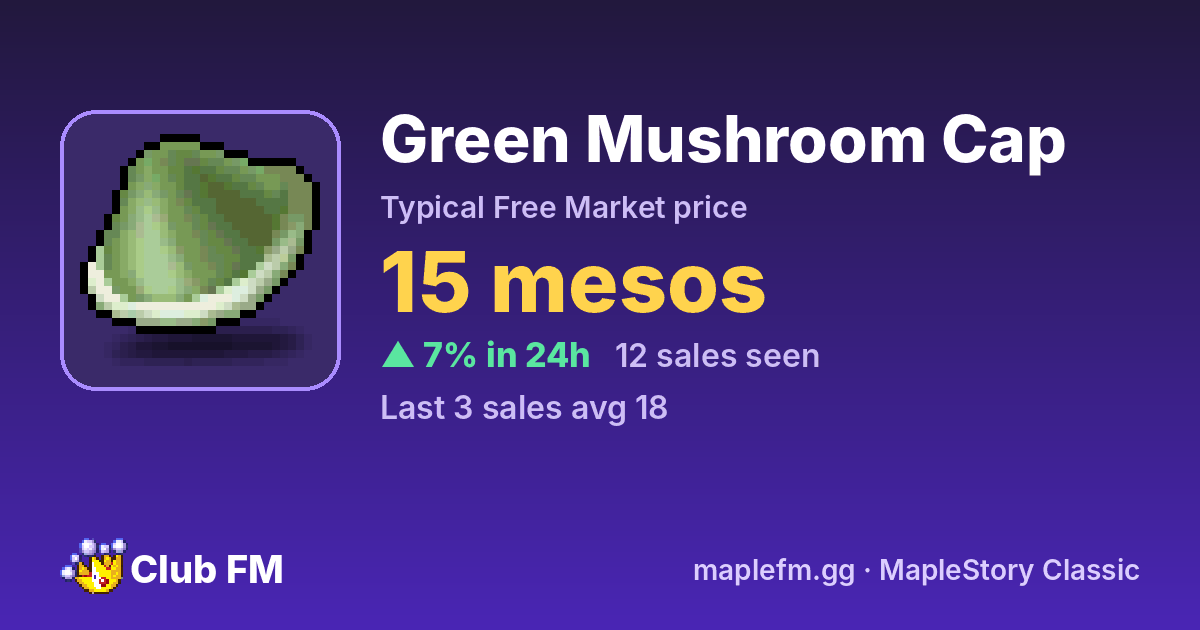 Green Mushroom Cap
Typical Free Market price
15 mesos
▲ 7% in 24h 12 sales seen
Last 3 sales avg 18
Club FM
maplefm.gg · MapleStory Classic